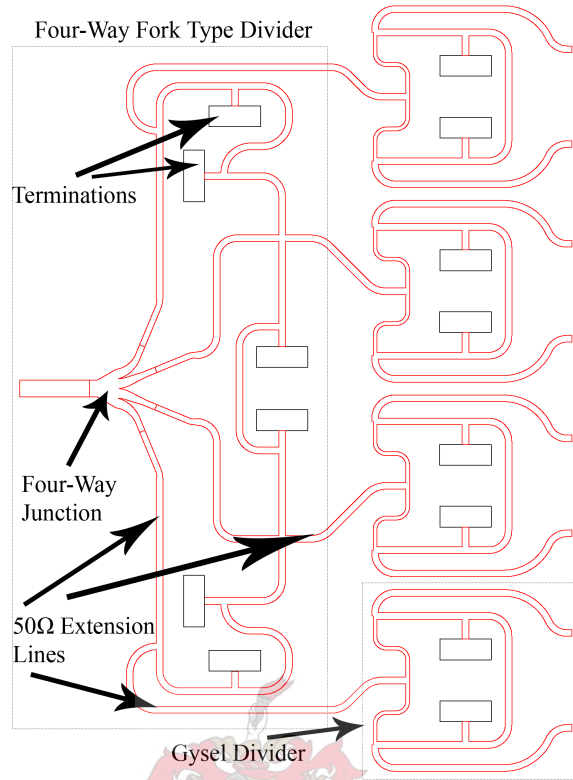 Four-Way Fork Type Divider
Terminations
Four-Way
Junction
50Ω Extension
Lines
Gysel Divider